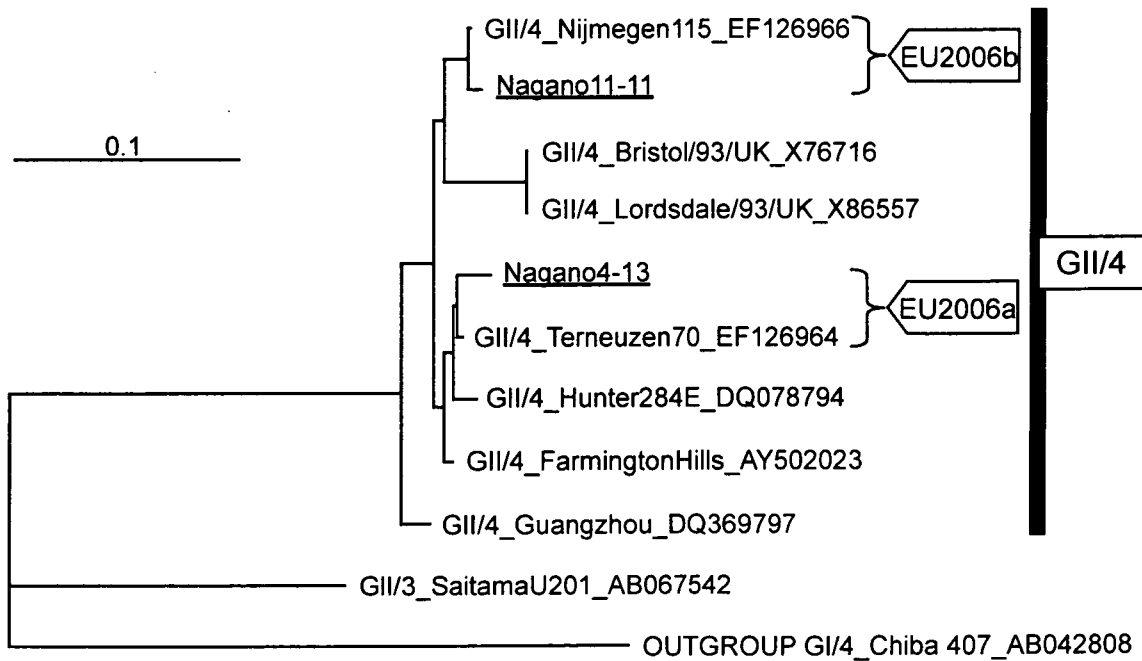 GII/4_Nijmegen115_EF126966
EU2006b
Nagano11-11
0.1
GII/4_Bristol/93/UK_X76716
GII/4_Lordsdale/93/UK_X86557
GII/4
Nagano4-13
EU2006a
GII/4_Terneuzen70_EF126964
GII/4_Hunter284E_DQ078794
GII/4_FarmingtonHills_AY502023
GII/4_Guangzhou_DQ369797
GII/3_SaitamaU201_AB067542
OUTGROUP GI/4_Chiba 407_AB042808